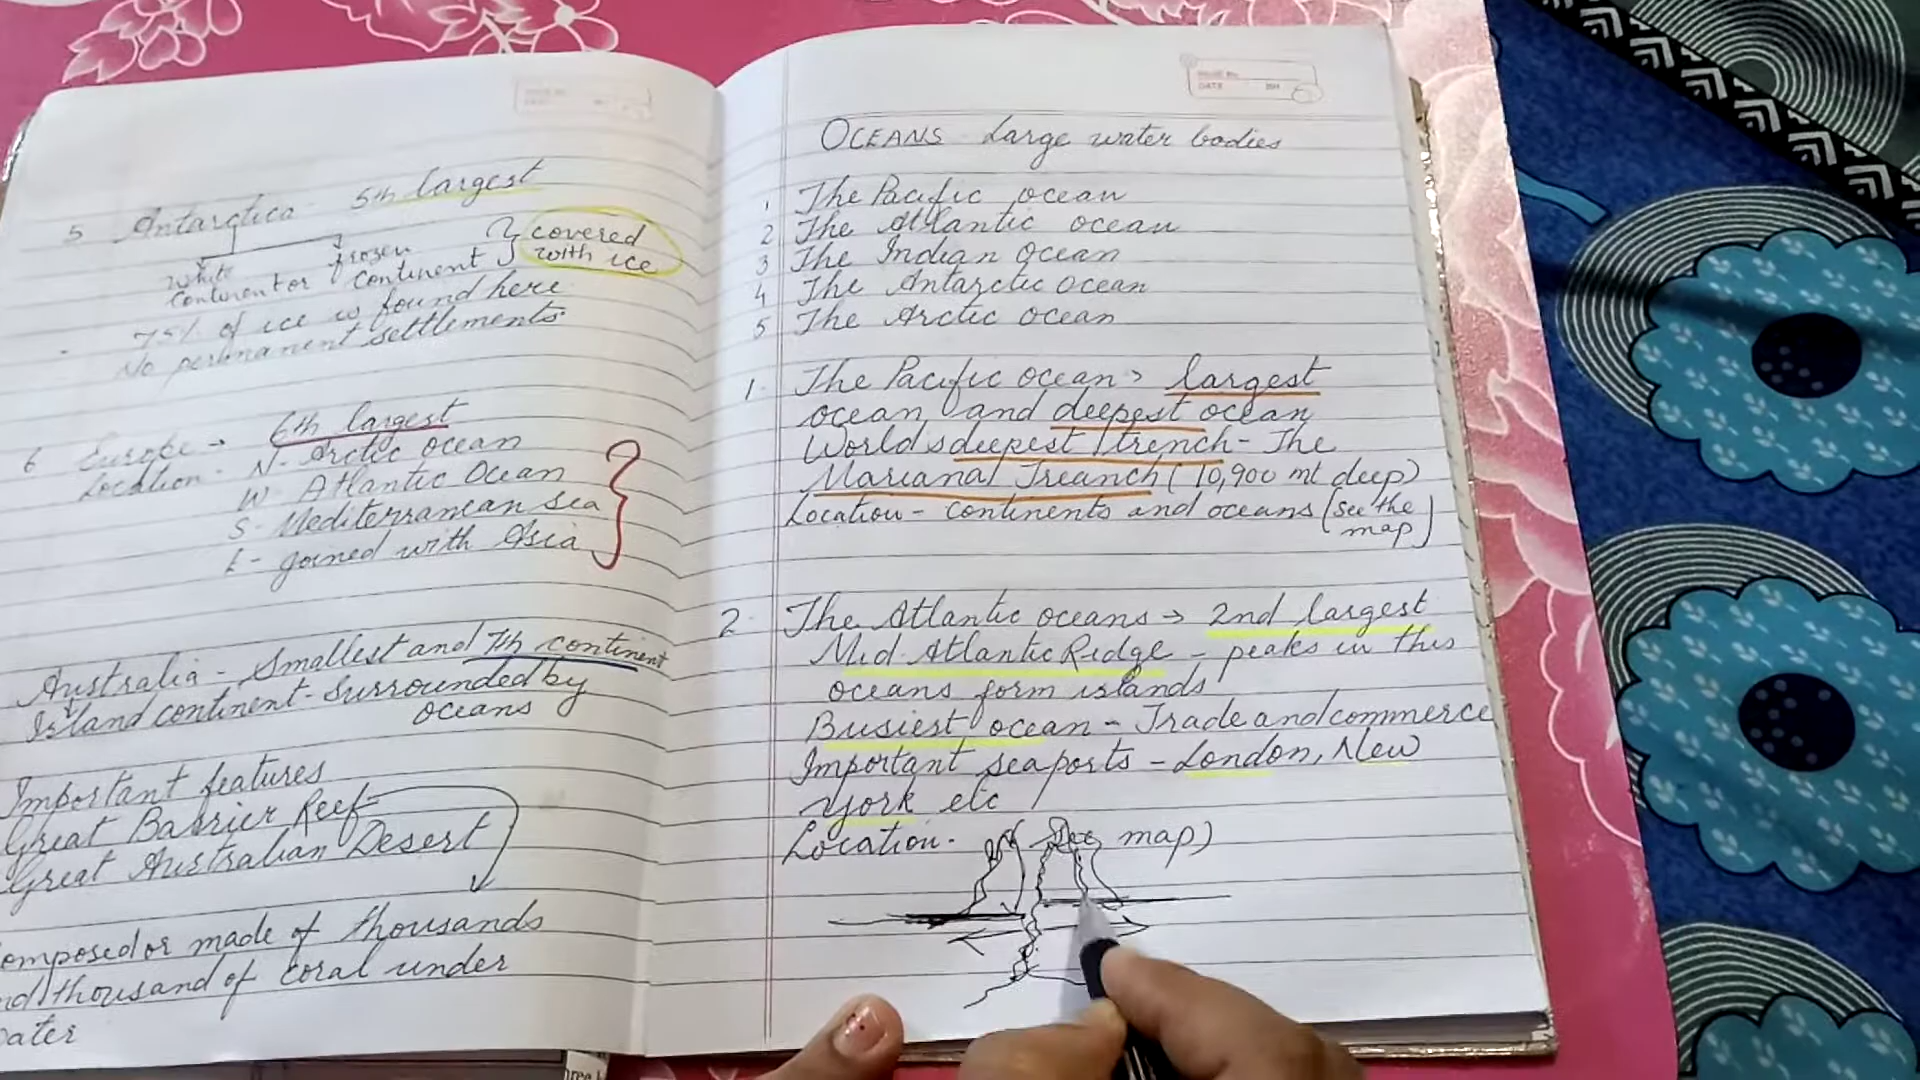 5 Antarctica - 5th largest
White continent or frozen continent } covered with ice
75% of ice is found here
No permanent settlements
6 Europe → 6th largest
Location - N - Arctic ocean
W - Atlantic Ocean
S - Mediterranean sea
E - joined with Asia
Australia - Smallest and 7th continent
Island continent - surrounded by
oceans
Important features
Great Barrier Reef
Great Australian Desert
composed or made of thousands
nd thousand of coral under
water
DATE
OCEANS - Large water bodies
1 The Pacific ocean
2 The Atlantic ocean
3 The Indian Ocean
4 The Antarctic ocean
5 The Arctic ocean
1. The Pacific ocean > largest
ocean and deepest ocean
World's deepest trench - The
Mariana Treanch (10,900 mt deep)
Location - continents and oceans (see the
map)
2. The Atlantic oceans → 2nd largest
Mid-Atlantic Ridge - peaks in this
oceans form islands
Busiest ocean - Trade and commerce
Important sea ports - London, New
York etc
Location. (See map)